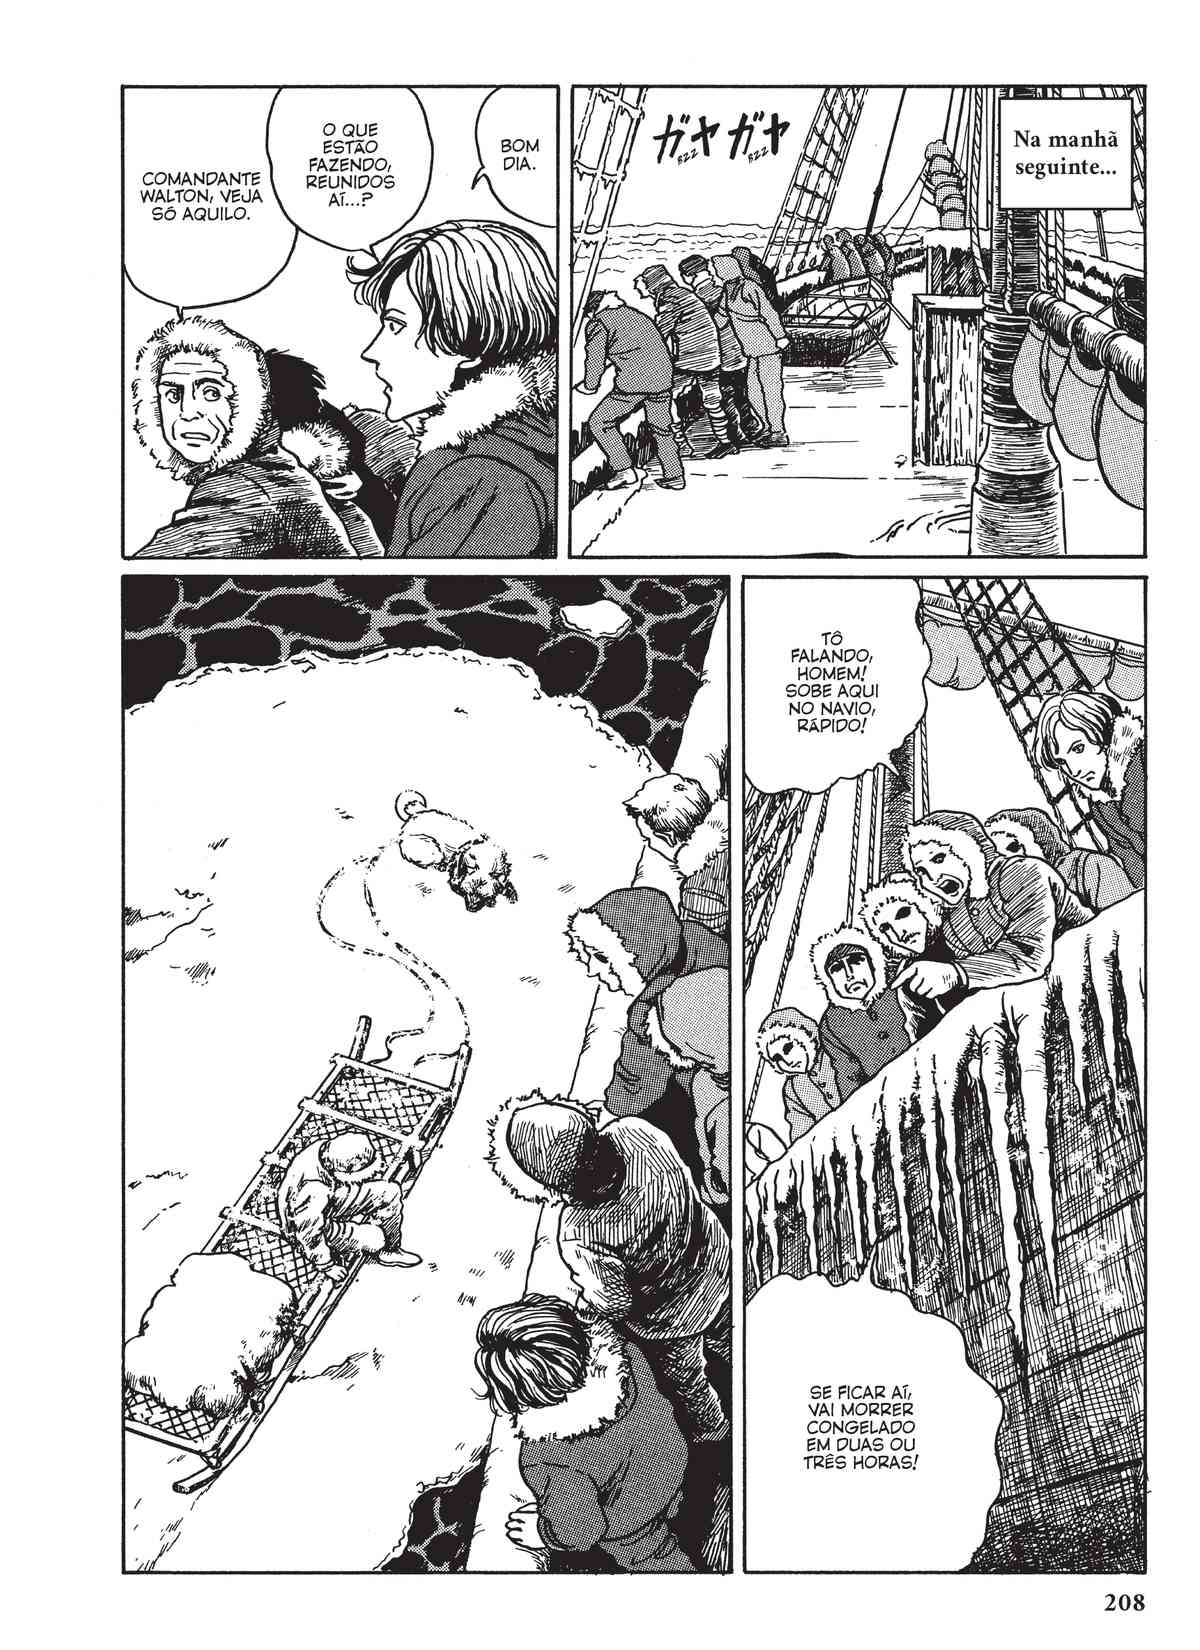 Na manhã
seguinte...
ガヤ ガヤ
BZZ BZZ
BOM
DIA.
O QUE
ESTÃO
FAZENDO,
REUNIDOS
AÍ...?
COMANDANTE
WALTON, VEJA
SÓ AQUILO.
TÔ
FALANDO,
HOMEM!
SOBE AQUI
NO NAVIO,
RÁPIDO!
SE FICAR AÍ,
VAI MORRER
CONGELADO
EM DUAS OU
TRÊS HORAS!
208